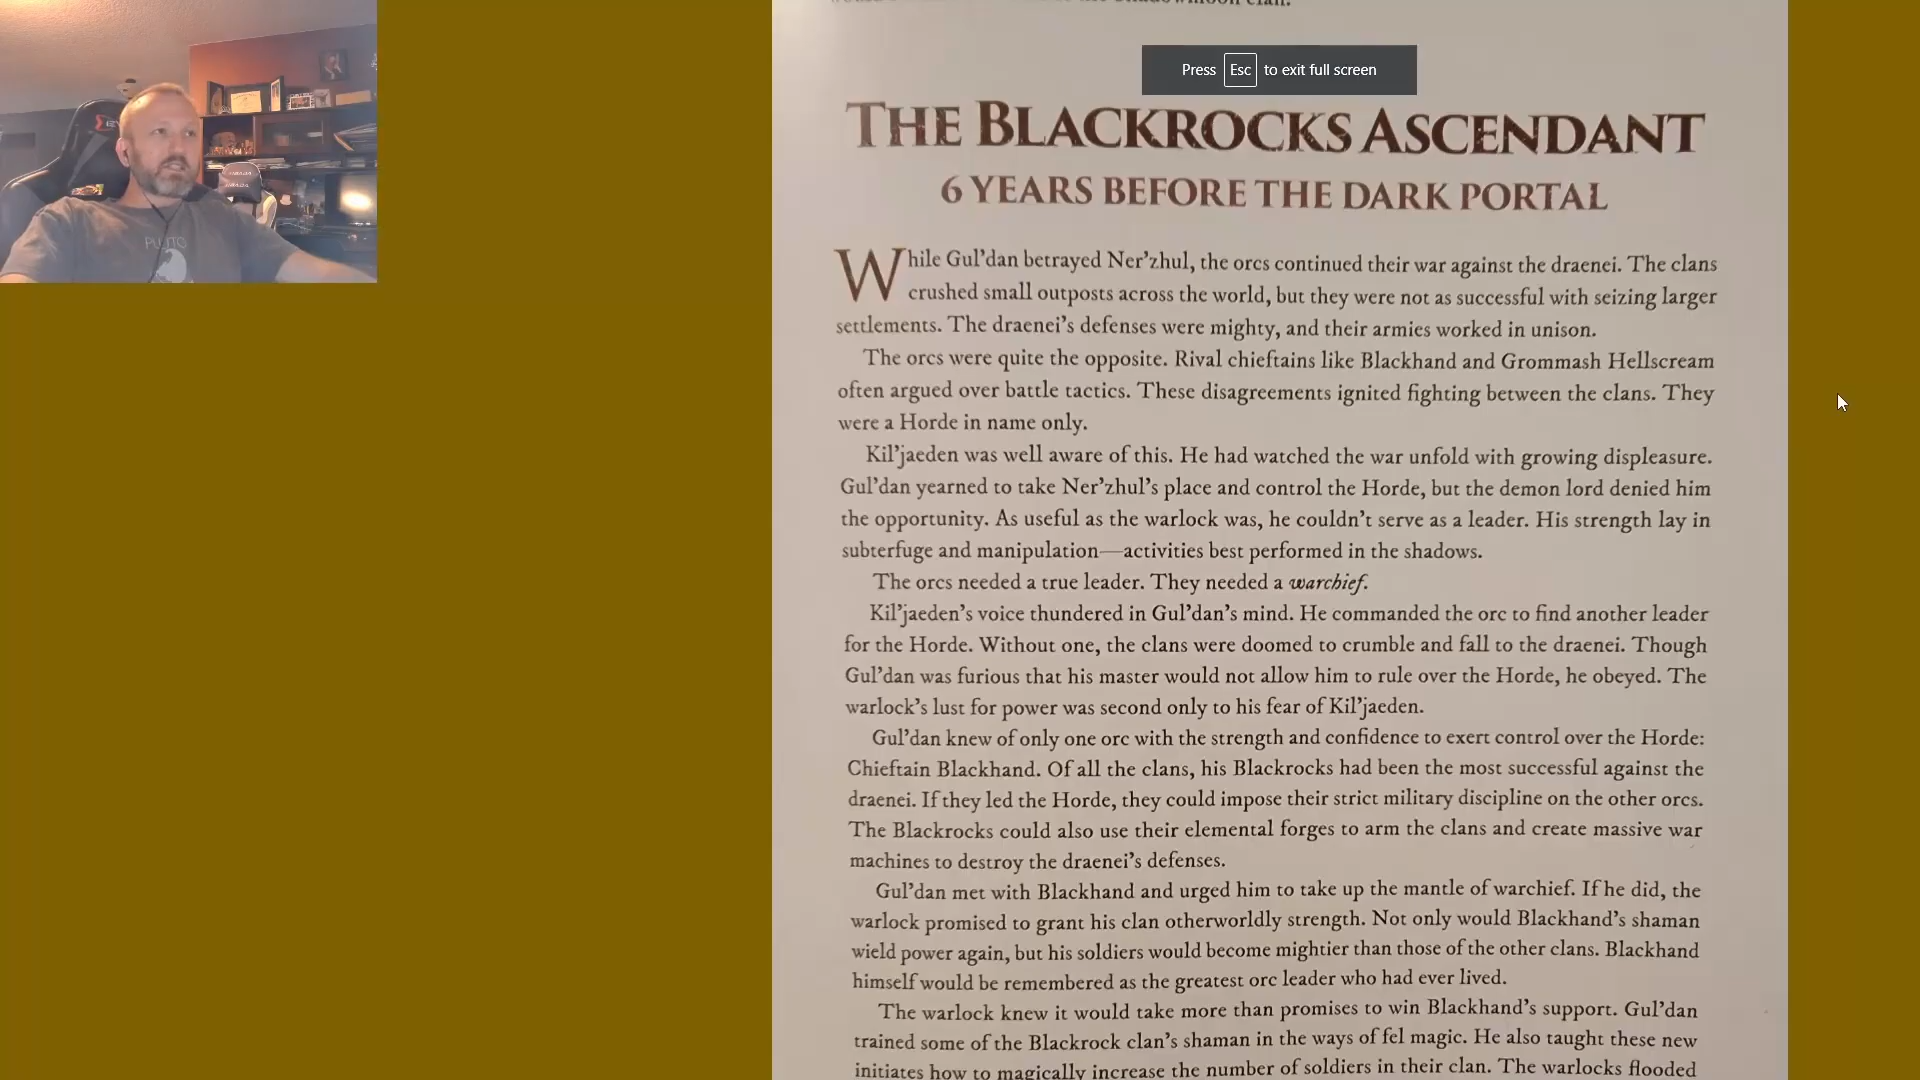 Press Esc to exit full screen
THE BLACKROCKS ASCENDANT
6 YEARS BEFORE THE DARK PORTAL
While Gul'dan betrayed Ner'zhul, the orcs continued their war against the draenei. The clans
crushed small outposts across the world, but they were not as successful with seizing larger
settlements. The draenei's defenses were mighty, and their armies worked in unison.
The orcs were quite the opposite. Rival chieftains like Blackhand and Grommash Hellscream
often argued over battle tactics. These disagreements ignited fighting between the clans. They
were a Horde in name only.
Kil'jaeden was well aware of this. He had watched the war unfold with growing displeasure.
Gul'dan yearned to take Ner'zhul's place and control the Horde, but the demon lord denied him
the opportunity. As useful as the warlock was, he couldn't serve as a leader. His strength lay in
subterfuge and manipulation—activities best performed in the shadows.
The orcs needed a true leader. They needed a warchief.
Kil'jaeden's voice thundered in Gul'dan's mind. He commanded the orc to find another leader
for the Horde. Without one, the clans were doomed to crumble and fall to the draenei. Though
Gul'dan was furious that his master would not allow him to rule over the Horde, he obeyed. The
warlock's lust for power was second only to his fear of Kil'jaeden.
Gul'dan knew of only one orc with the strength and confidence to exert control over the Horde:
Chieftain Blackhand. Of all the clans, his Blackrocks had been the most successful against the
draenei. If they led the Horde, they could impose their strict military discipline on the other orcs.
The Blackrocks could also use their elemental forges to arm the clans and create massive war
machines to destroy the draenei's defenses.
Gul'dan met with Blackhand and urged him to take up the mantle of warchief. If he did, the
warlock promised to grant his clan otherworldly strength. Not only would Blackhand's shaman
wield power again, but his soldiers would become mightier than those of the other clans. Blackhand
himself would be remembered as the greatest orc leader who had ever lived.
The warlock knew it would take more than promises to win Blackhand's support. Gul'dan
trained some of the Blackrock clan's shaman in the ways of fel magic. He also taught these new
initiates how to magically increase the number of soldiers in their clan. The warlocks flooded
PLUTO